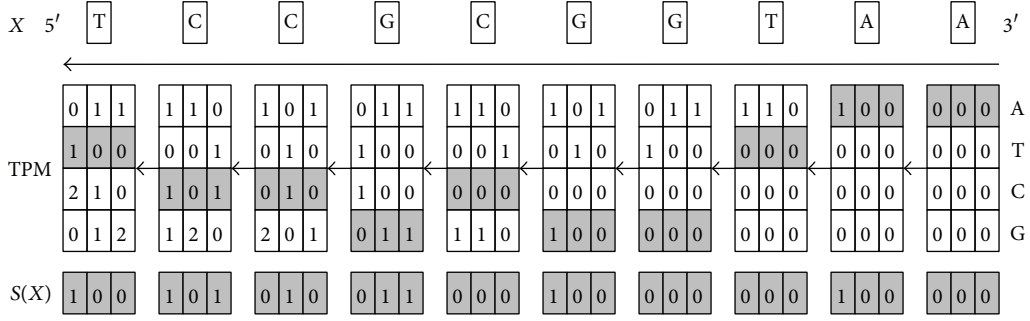 X 5′ T C C G C G G T A A 3′
0 1 1 1 1 0 1 0 1 0 1 1 1 1 0 1 0 1 0 1 1 1 1 0 1 0 0 0 0 0 A
1 0 0 0 0 1 0 1 0 1 0 0 0 0 1 0 1 0 1 0 0 0 0 0 0 0 0 0 0 0 T
TPM
2 1 0 1 0 1 0 1 0 1 0 0 0 0 0 0 0 0 0 0 0 0 0 0 0 0 0 0 0 0 C
0 1 2 1 2 0 2 0 1 0 1 1 1 1 0 1 0 0 0 0 0 0 0 0 0 0 0 0 0 0 G
S(X) 1 0 0 1 0 1 0 1 0 0 1 1 0 0 0 1 0 0 0 0 0 0 0 0 1 0 0 0 0 0